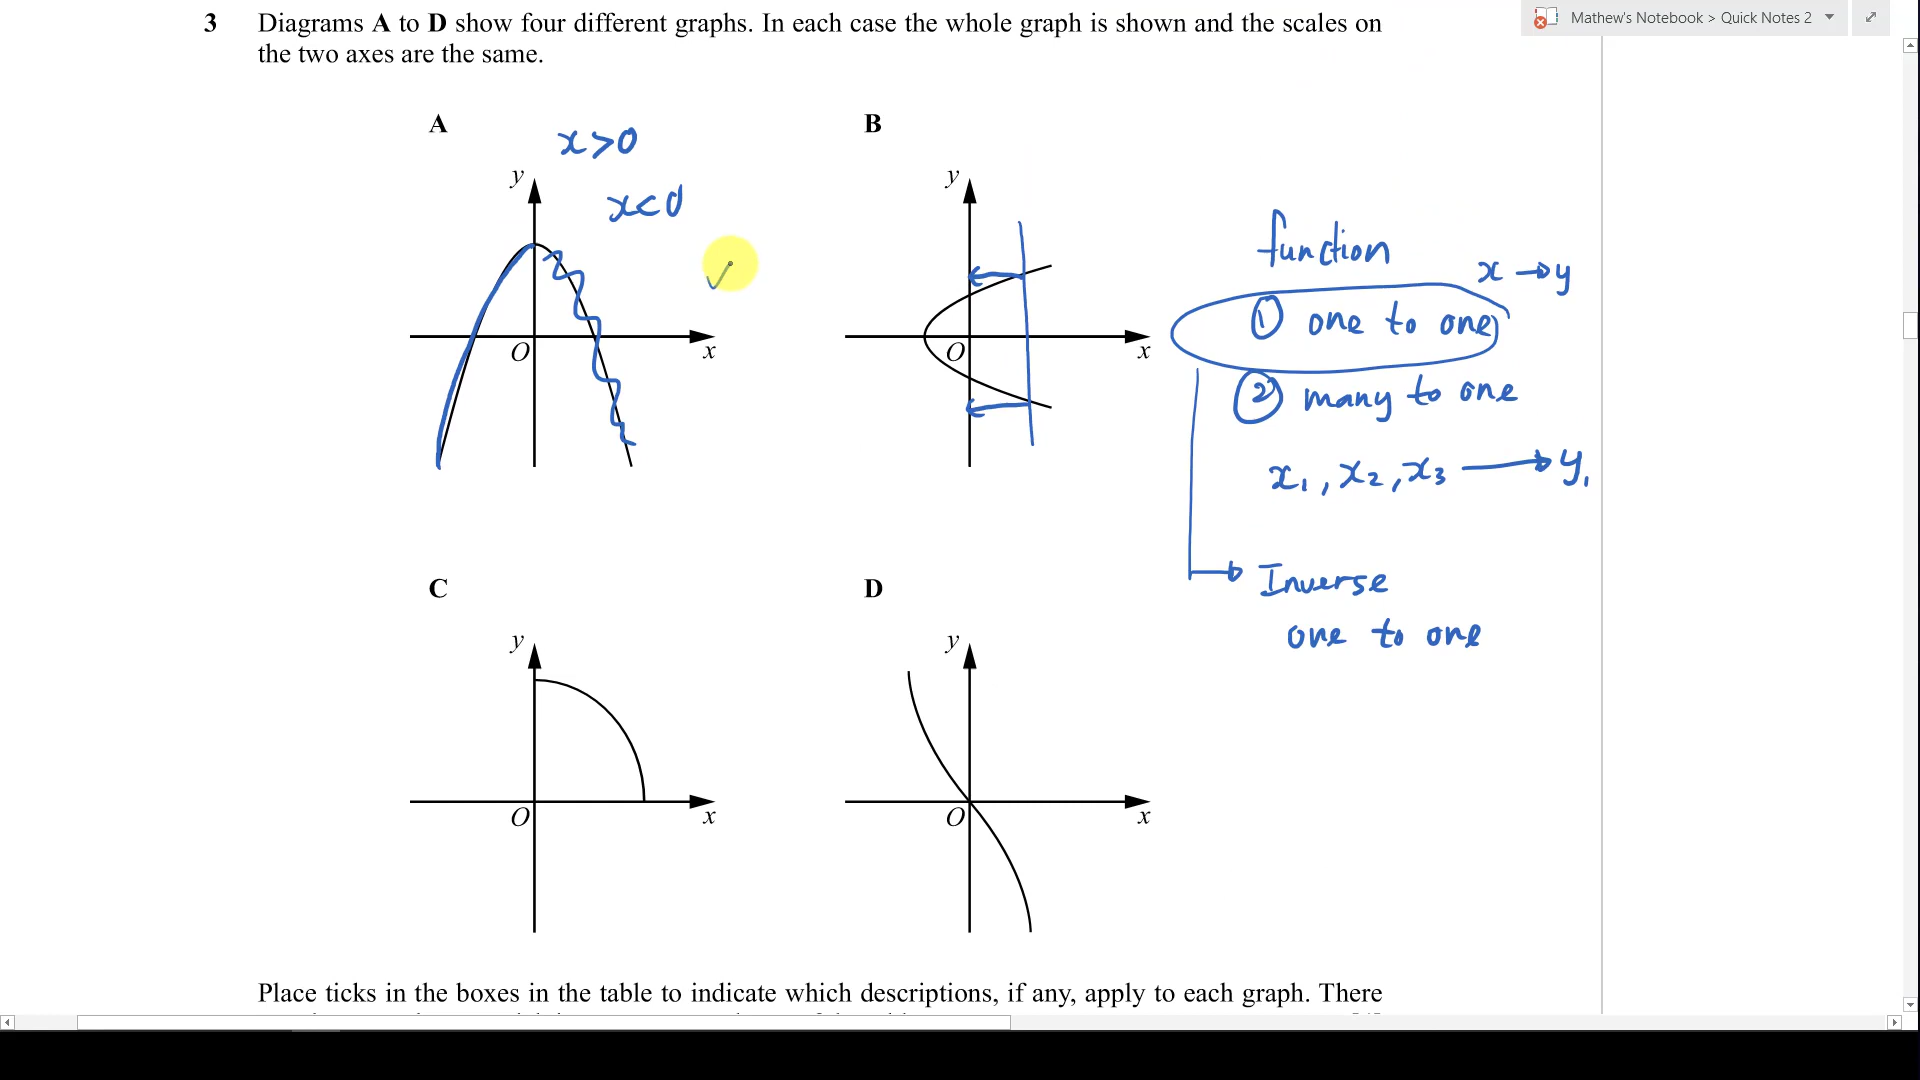 Mathew's Notebook > Quick Notes 2
3 Diagrams A to D show four different graphs. In each case the whole graph is shown and the scales on
the two axes are the same.
A
x>0
y
x<0
O
x
B
y
O
x
function
x → y
① one to one
② many to one
x₁, x₂, x₃ → y₁
Inverse
one to one
C
y
O
x
D
y
O
x
Place ticks in the boxes in the table to indicate which descriptions, if any, apply to each graph. There